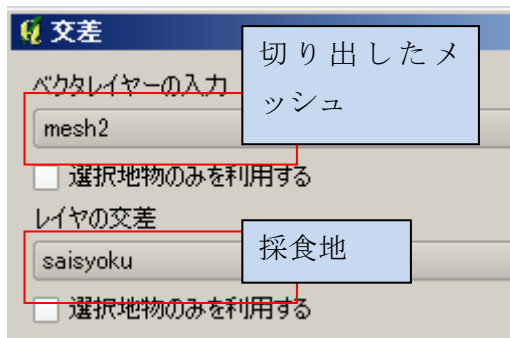 交差
切り出したメ
ッシュ
ベクタレイヤーの入力
mesh2
選択地物のみを利用する
レイヤの交差
採食地
saisyoku
選択地物のみを利用する